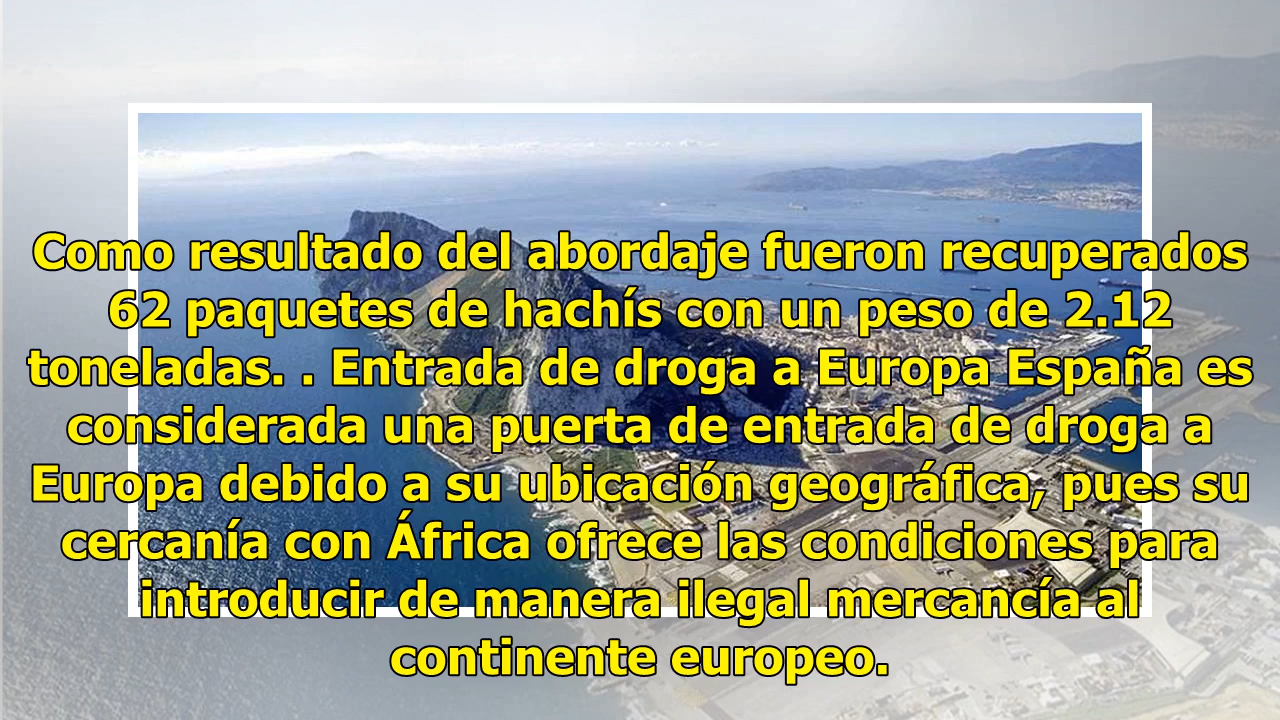 Como resultado del abordaje fueron recuperados
62 paquetes de hachís con un peso de 2.12
toneladas. . Entrada de droga a Europa España es
considerada una puerta de entrada de droga a
Europa debido a su ubicación geográfica, pues su
cercanía con África ofrece las condiciones para
introducir de manera ilegal mercancía al
continente europeo.